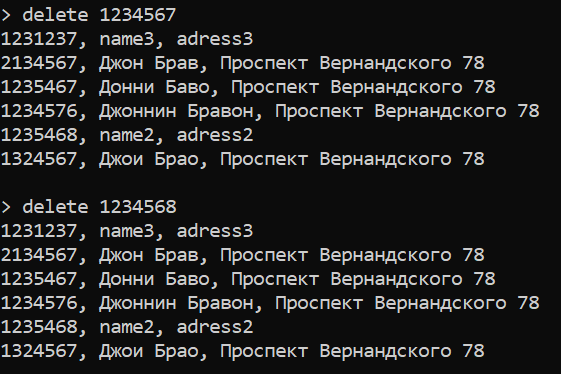 > delete 1234567
1231237, name3, adress3
2134567, Джон Брав, Проспект Вернандского 78
1235467, Донни Баво, Проспект Вернандского 78
1234576, Джоннин Бравон, Проспект Вернандского 78
1235468, name2, adress2
1324567, Джои Брао, Проспект Вернандского 78
> delete 1234568
1231237, name3, adress3
2134567, Джон Брав, Проспект Вернандского 78
1235467, Донни Баво, Проспект Вернандского 78
1234576, Джоннин Бравон, Проспект Вернандского 78
1235468, name2, adress2
1324567, Джои Брао, Проспект Вернандского 78